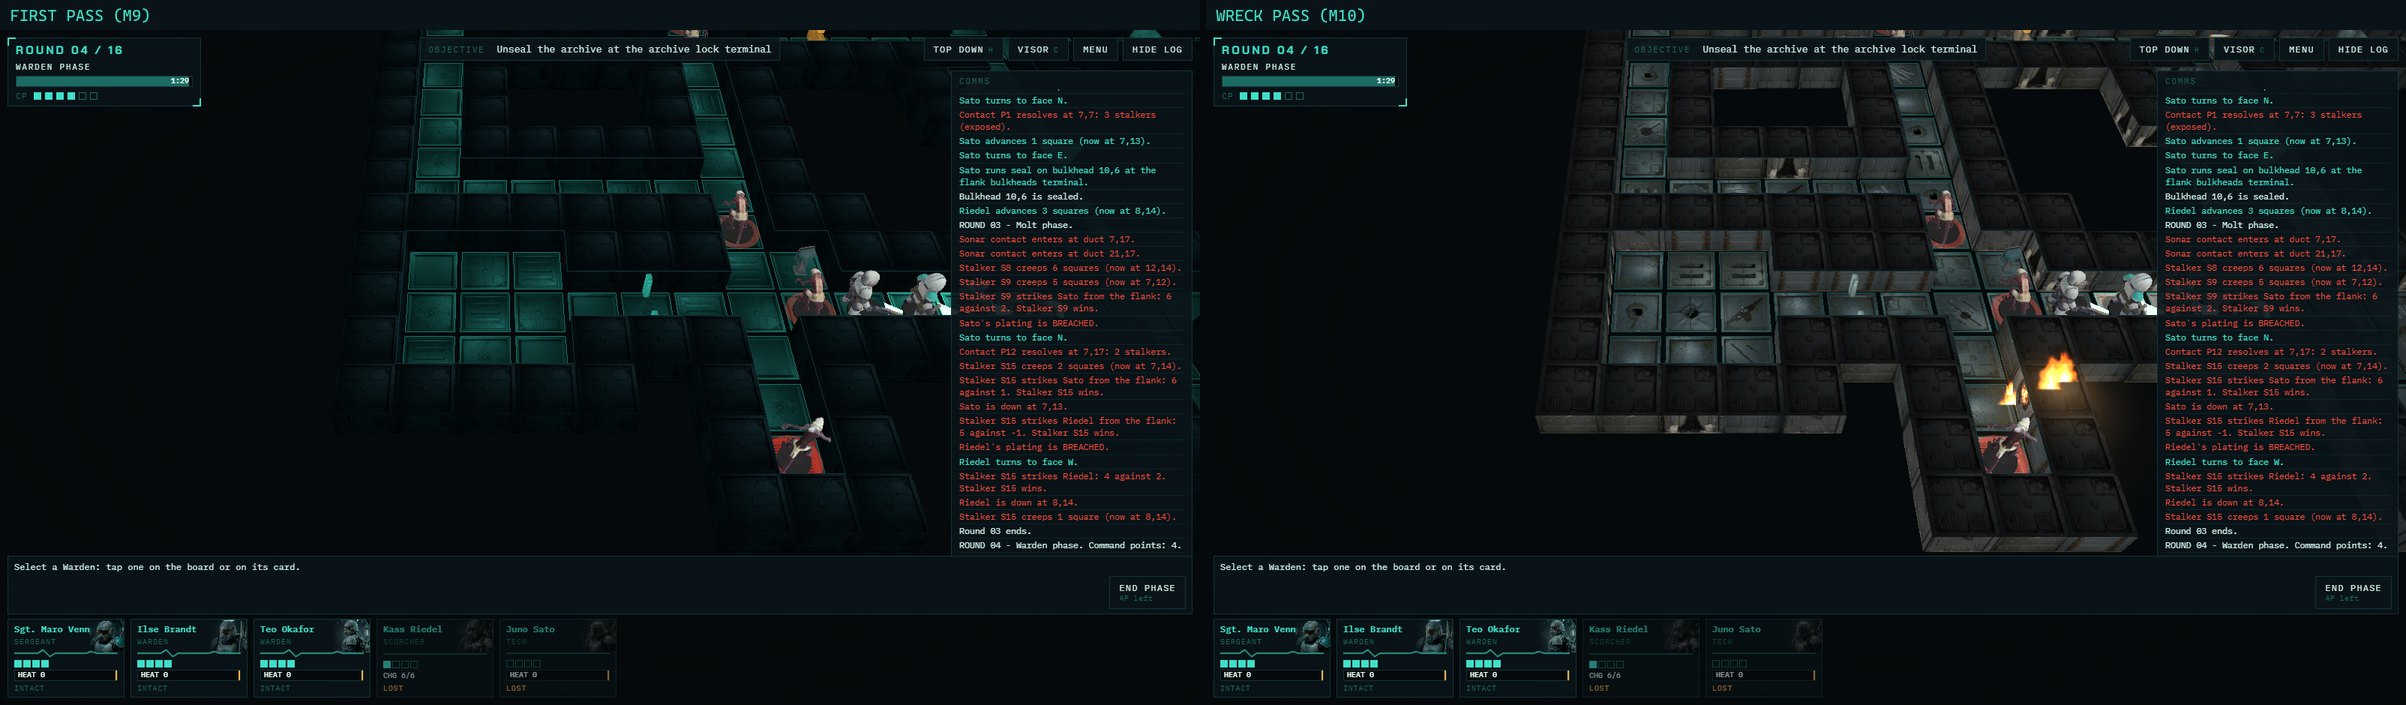 FIRST PASS (M9)
ROUND 04 / 16
WARDEN PHASE
1:29
CP
OBJECTIVE Unseal the archive at the archive lock terminal
TOP DOWN H
VISOR C
MENU
HIDE LOG
COMMS
Sato turns to face N.
Contact P1 resolves at 7,7: 3 stalkers
(exposed).
Sato advances 1 square (now at 7,13).
Sato turns to face E.
Sato runs seal on bulkhead 10,6 at the
flank bulkheads terminal.
Bulkhead 10,6 is sealed.
Riedel advances 3 squares (now at 8,14).
ROUND 03 - Molt phase.
Sonar contact enters at duct 7,17.
Sonar contact enters at duct 21,17.
Stalker S8 creeps 6 squares (now at 12,14).
Stalker S9 creeps 5 squares (now at 7,12).
Stalker S9 strikes Sato from the flank: 6
against 2. Stalker S9 wins.
Sato's plating is BREACHED.
Sato turns to face N.
Contact P12 resolves at 7,17: 2 stalkers.
Stalker S15 creeps 2 squares (now at 7,14).
Stalker S15 strikes Sato from the flank: 6
against 1. Stalker S15 wins.
Sato is down at 7,13.
Stalker S15 strikes Riedel from the flank:
5 against -1. Stalker S15 wins.
Riedel's plating is BREACHED.
Riedel turns to face W.
Stalker S15 strikes Riedel: 4 against 2.
Stalker S15 wins.
Riedel is down at 8,14.
Stalker S15 creeps 1 square (now at 8,14).
Round 03 ends.
ROUND 04 - Warden phase. Command points: 4.
Select a Warden: tap one on the board or on its card.
END PHASE
AP left
Sgt. Maro Venn
SERGEANT
HEAT 0
INTACT
Ilse Brandt
WARDEN
HEAT 0
INTACT
Teo Okafor
WARDEN
HEAT 0
INTACT
Kass Riedel
SCORCHER
CHG 6/6
LOST
Juno Sato
TECH
HEAT 0
LOST
WRECK PASS (M10)
ROUND 04 / 16
WARDEN PHASE
1:29
CP
OBJECTIVE Unseal the archive at the archive lock terminal
TOP DOWN H
VISOR C
MENU
HIDE LOG
COMMS
Sato turns to face N.
Contact P1 resolves at 7,7: 3 stalkers
(exposed).
Sato advances 1 square (now at 7,13).
Sato turns to face E.
Sato runs seal on bulkhead 10,6 at the
flank bulkheads terminal.
Bulkhead 10,6 is sealed.
Riedel advances 3 squares (now at 8,14).
ROUND 03 - Molt phase.
Sonar contact enters at duct 7,17.
Sonar contact enters at duct 21,17.
Stalker S8 creeps 6 squares (now at 12,14).
Stalker S9 creeps 5 squares (now at 7,12).
Stalker S9 strikes Sato from the flank: 6
against 2. Stalker S9 wins.
Sato's plating is BREACHED.
Sato turns to face N.
Contact P12 resolves at 7,17: 2 stalkers.
Stalker S15 creeps 2 squares (now at 7,14).
Stalker S15 strikes Sato from the flank: 6
against 1. Stalker S15 wins.
Sato is down at 7,13.
Stalker S15 strikes Riedel from the flank:
5 against -1. Stalker S15 wins.
Riedel's plating is BREACHED.
Riedel turns to face W.
Stalker S15 strikes Riedel: 4 against 2.
Stalker S15 wins.
Riedel is down at 8,14.
Stalker S15 creeps 1 square (now at 8,14).
Round 03 ends.
ROUND 04 - Warden phase. Command points: 4.
Select a Warden: tap one on the board or on its card.
END PHASE
AP left
Sgt. Maro Venn
SERGEANT
HEAT 0
INTACT
Ilse Brandt
WARDEN
HEAT 0
INTACT
Teo Okafor
WARDEN
HEAT 0
INTACT
Kass Riedel
SCORCHER
CHG 6/6
LOST
Juno Sato
TECH
HEAT 0
LOST